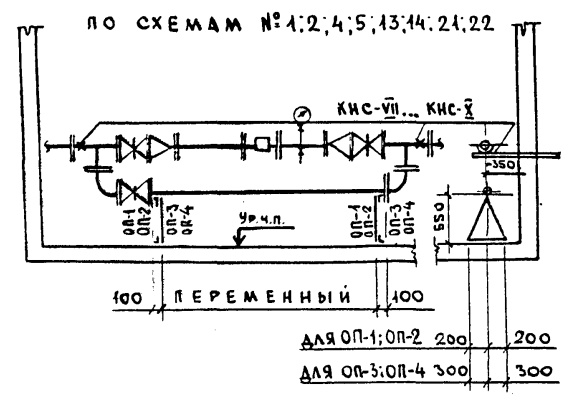 ПО СХЕМАМ №1;2;4;5;13;14;21;22
КНС-VII... КНС-X
350
ОП-1
ОП-2
ОП-3
ОП-4
Ур.ч.п.
ОП-1
ОП-2
ОП-3
ОП-4
550
100 ПЕРЕМЕННЫЙ 100
ДЛЯ ОП-1; ОП-2 200 200
ДЛЯ ОП-3; ОП-4 300 300